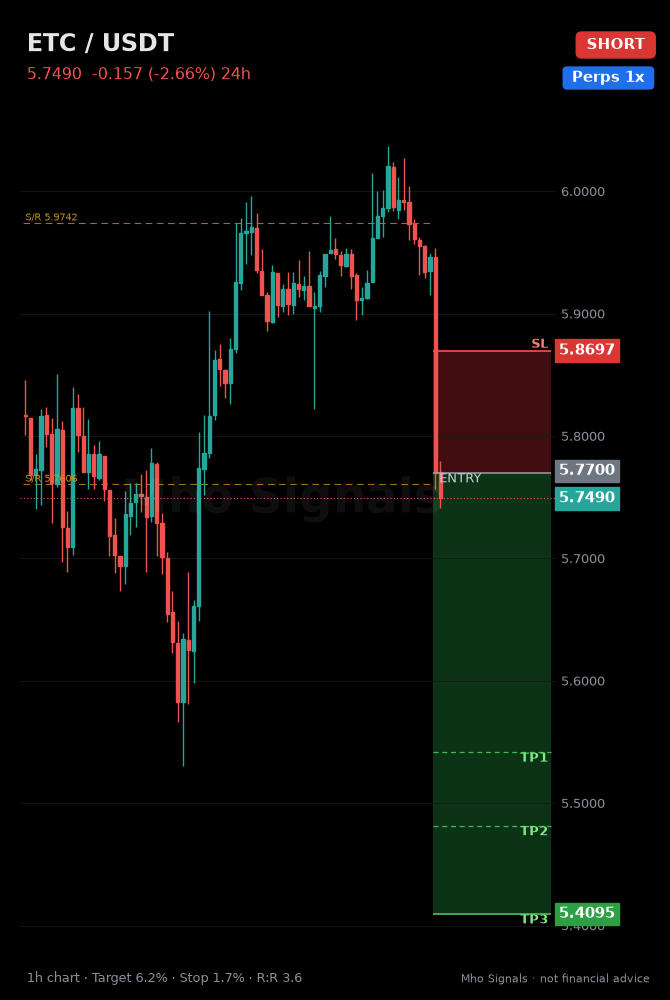 ETC / USDT
SHORT
5.7490 -0.157 (-2.66%) 24h
Perps 1x
6.0000
S/R 5.9742
5.9000
SL
5.8697
5.8000
5.7700
S/R 5.7606
ENTRY
Mho Signals
5.7490
5.7000
5.6000
TP1
5.5000
TP2
5.4095
TP3
5.4000
1h chart · Target 6.2% · Stop 1.7% · R:R 3.6
Mho Signals · not financial advice